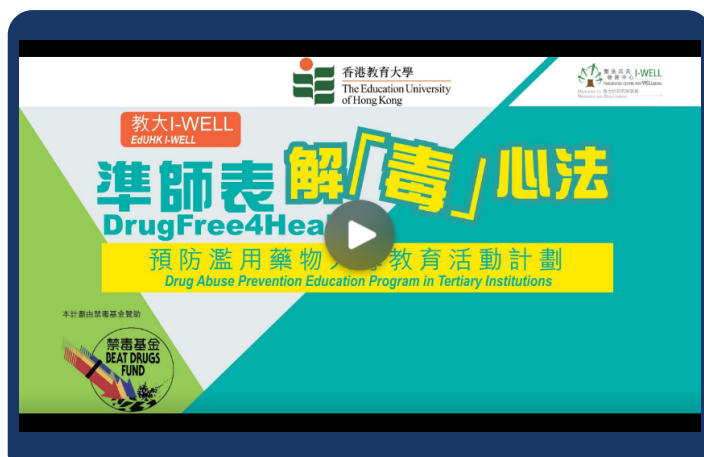 香港教育大學
The Education University
of Hong Kong
I-WELL
教大I-WELL
EdUHK I-WELL
準師表解「毒」心法
DrugFree4Hea
預防濫用藥物 教育活動計劃
Drug Abuse Prevention Education Program in Tertiary Institutions
本計劃由禁毒基金贊助
禁毒基金
BEAT DRUGS
FUND